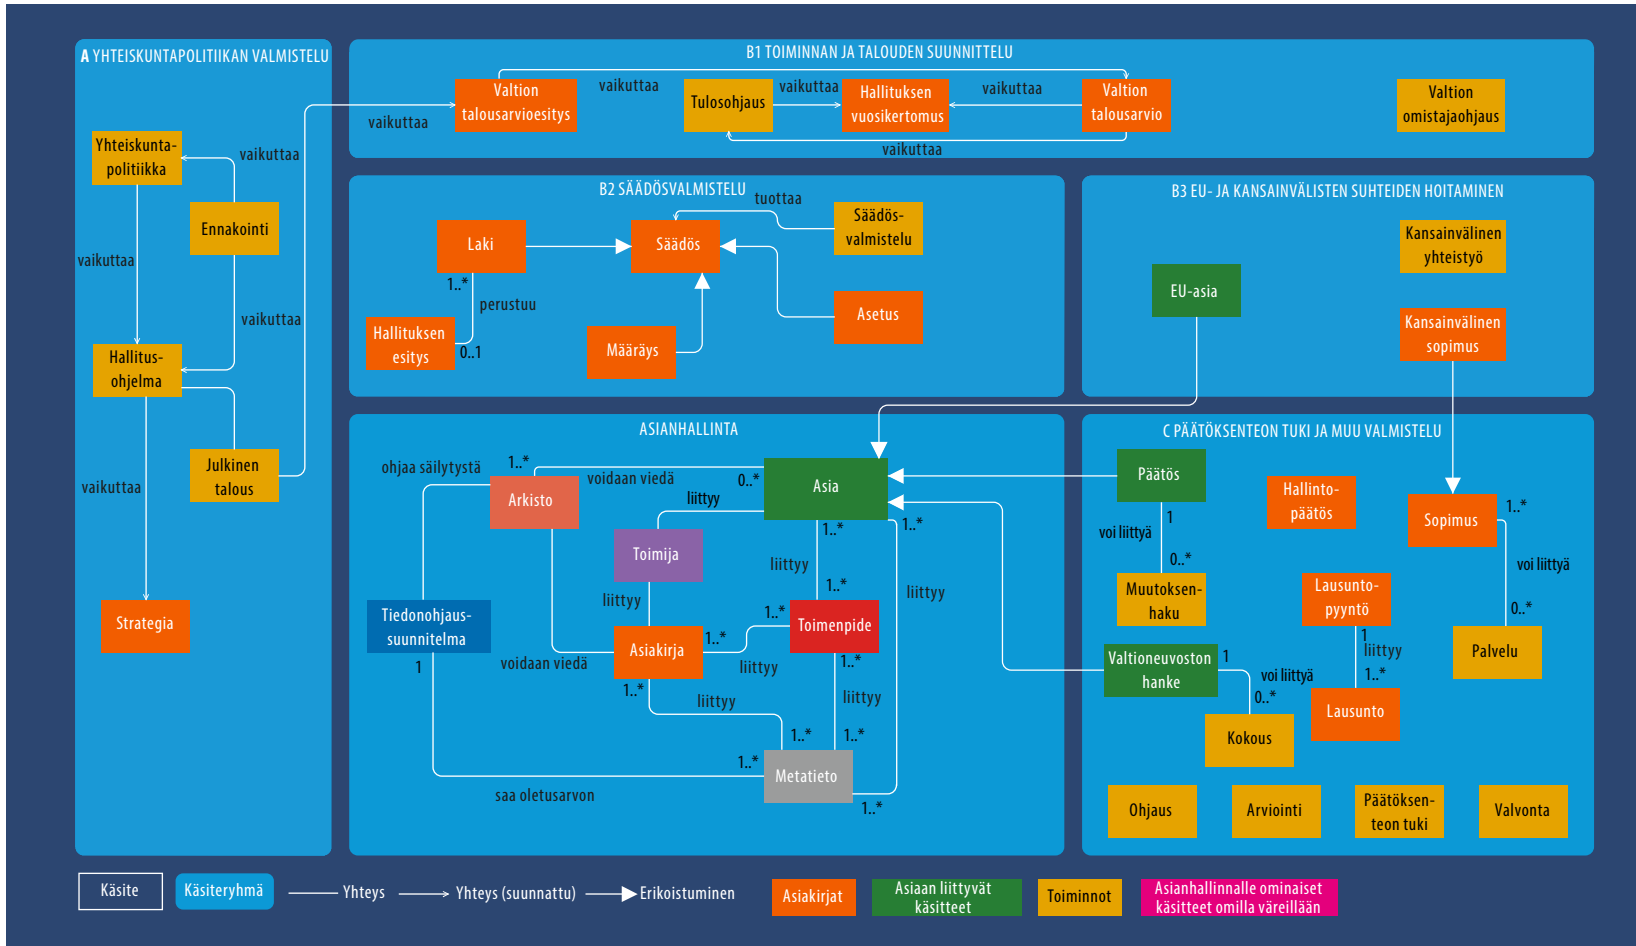 A YHTEISKUNTAPOLITIIKAN VALMISTELU
Yhteiskunta-
politiikka
vaikuttaa
Ennakointi
vaikuttaa
vaikuttaa
Hallitus-
ohjelma
Julkinen
talous
vaikuttaa
Strategia
B1 TOIMINNAN JA TALOUDEN SUUNNITTELU
vaikuttaa
Valtion
talousarvioesitys
vaikuttaa
Tulosohjaus
vaikuttaa
Hallituksen
vuosikertomus
vaikuttaa
Valtion
talousarvio
vaikuttaa
Valtion
omistajaohjaus
B2 SÄÄDÖSVALMISTELU
Laki
1..*
perustuu
Hallituksen
esitys
0..1
Säädös
tuottaa
Säädös-
valmistelu
Määräys
Asetus
B3 EU- JA KANSAINVÄLISTEN SUHTEIDEN HOITAMINEN
EU-asia
Kansainvälinen
yhteistyö
Kansainvälinen
sopimus
ASIANHALLINTA
ohjaa säilytystä
1..*
voidaan viedä
0..*
Arkisto
Asia
liittyy
1..*
1..*
Toimija
liittyy
liittyy
liittyy
1..*
Tiedonohjaus-
suunnitelma
1
voidaan viedä
Asiakirja
1..*
1..*
liittyy
1..*
Toimenpide
1..*
liittyy
liittyy
1..*
1..*
1..*
Metatieto
1..*
saa oletusarvon
C PÄÄTÖKSENTEON TUKI JA MUU VALMISTELU
Päätös
1
voi liittyä
0..*
Muutoksen-
haku
Hallinto-
päätös
Sopimus
1..*
voi liittyä
0..*
Palvelu
Lausunto-
pyyntö
1
liittyy
1..*
Lausunto
Valtioneuvoston
hanke
1
voi liittyä
0..*
Kokous
Ohjaus
Arviointi
Päätöksen-
teon tuki
Valvonta
Käsite
Käsiteryhmä
Yhteys
Yhteys (suunnattu)
Erikoistuminen
Asiakirjat
Asiaan liittyvät
käsitteet
Toiminnot
Asianhallinnalle ominaiset
käsitteet omilla väreillään